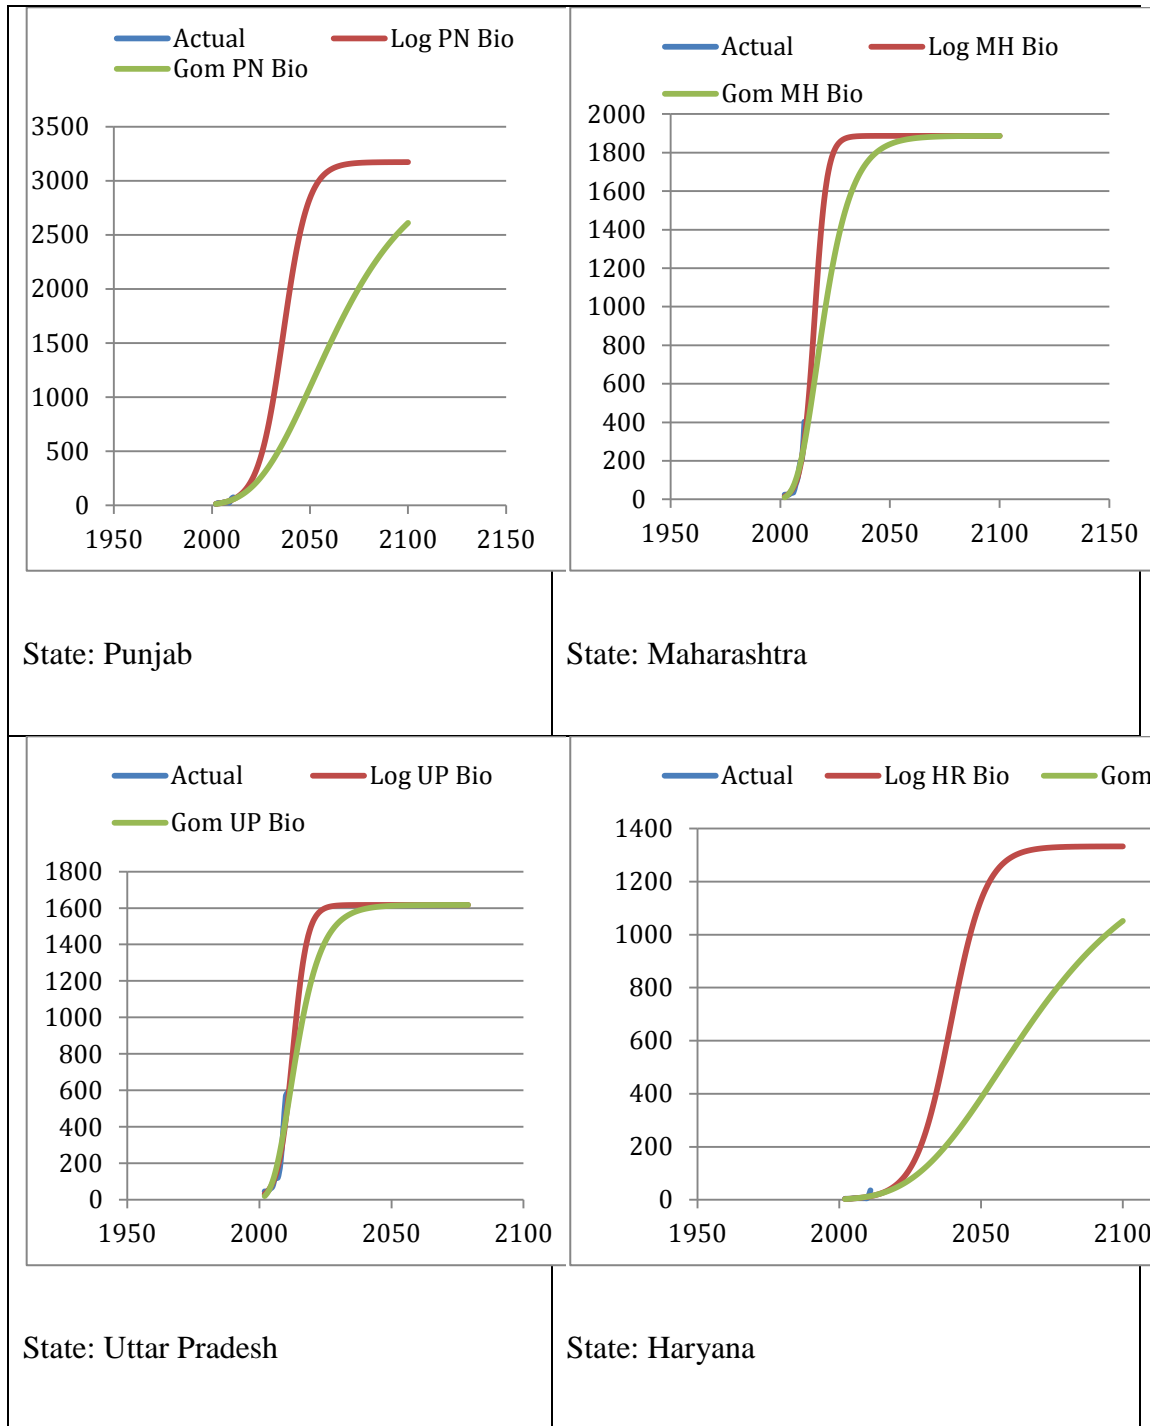 Actual Log PN Bio
Gom PN Bio
3500
3000
2500
2000
1500
1000
500
0
1950 2000 2050 2100 2150
State: Punjab
Actual Log MH Bio
Gom MH Bio
2000
1800
1600
1400
1200
1000
800
600
400
200
0
1950 2000 2050 2100 2150
State: Maharashtra
Actual Log UP Bio
Gom UP Bio
1800
1600
1400
1200
1000
800
600
400
200
0
1950 2000 2050 2100
State: Uttar Pradesh
Actual Log HR Bio Gom
1400
1200
1000
800
600
400
200
0
1950 2000 2050 2100
State: Haryana